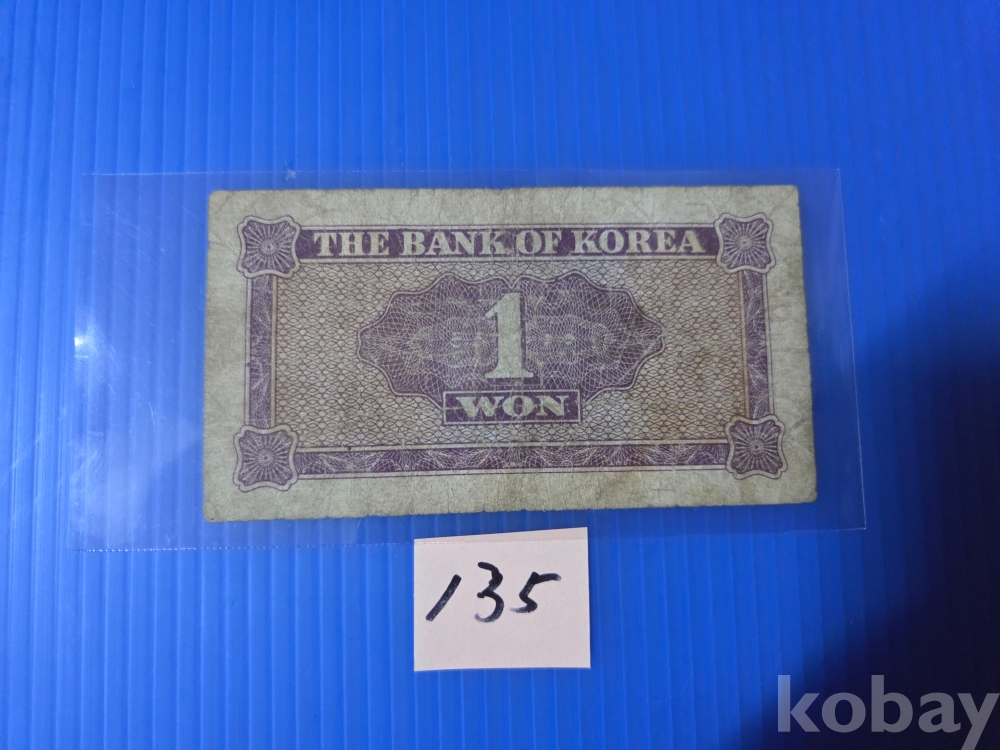 THE BANK OF KOREA
1
WON
135
kobay